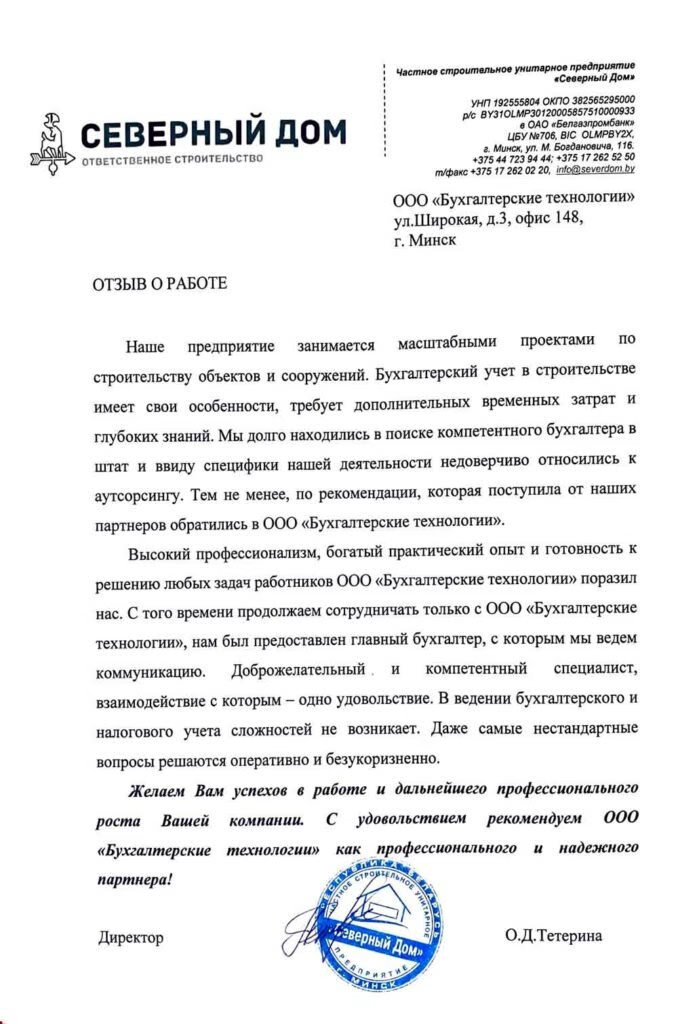 СЕВЕРНЫЙ ДОМ
ОТВЕТСТВЕННОЕ СТРОИТЕЛЬСТВО
Частное строительное унитарное предприятие
«Северный Дом»
УНП 192555804 ОКПО 382565295000
р/с BY31OLMP30120005857510000933
в ОАО «Белгазпромбанк»
ЦБУ №706, BIC OLMPBY2X,
г. Минск, ул. М. Богдановича, 116.
+375 44 723 94 44; +375 17 262 52 50
т/факс +375 17 262 02 20, info@severdom.by
ООО «Бухгалтерские технологии»
ул.Широкая, д.3, офис 148,
г. Минск
ОТЗЫВ О РАБОТЕ
Наше предприятие занимается масштабными проектами по
строительству объектов и сооружений. Бухгалтерский учет в строительстве
имеет свои особенности, требует дополнительных временных затрат и
глубоких знаний. Мы долго находились в поиске компетентного бухгалтера в
штат и ввиду специфики нашей деятельности недоверчиво относились к
аутсорсингу. Тем не менее, по рекомендации, которая поступила от наших
партнеров обратились в ООО «Бухгалтерские технологии».
Высокий профессионализм, богатый практический опыт и готовность к
решению любых задач работников ООО «Бухгалтерские технологии» поразил
нас. С того времени продолжаем сотрудничать только с ООО «Бухгалтерские
технологии», нам был предоставлен главный бухгалтер, с которым мы ведем
коммуникацию. Доброжелательный и компетентный специалист,
взаимодействие с которым – одно удовольствие. В ведении бухгалтерского и
налогового учета сложностей не возникает. Даже самые нестандартные
вопросы решаются оперативно и безукоризненно.
Желаем Вам успехов в работе и дальнейшего профессионального
роста Вашей компании. С удовольствием рекомендуем ООО
«Бухгалтерские технологии» как профессионального и надежного
партнера!
Директор
О.Д.Тетерина
РЕСПУБЛИКА БЕЛАРУСЬ
ЧАСТНОЕ СТРОИТЕЛЬНОЕ УНИТАРНОЕ
«Северный Дом»
ПРЕДПРИЯТИЕ
Г. МИНСК